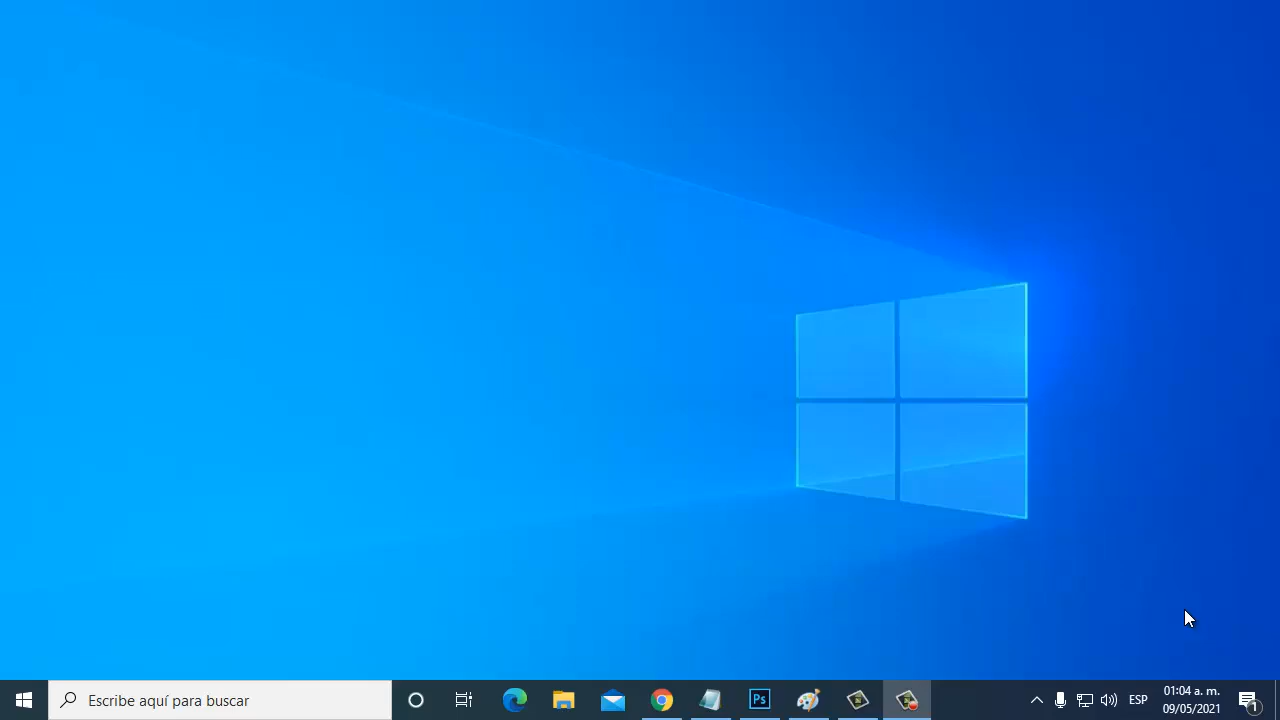 Escribe aquí para buscar
Ps
ESP
01:04 a. m.
09/05/2021
1